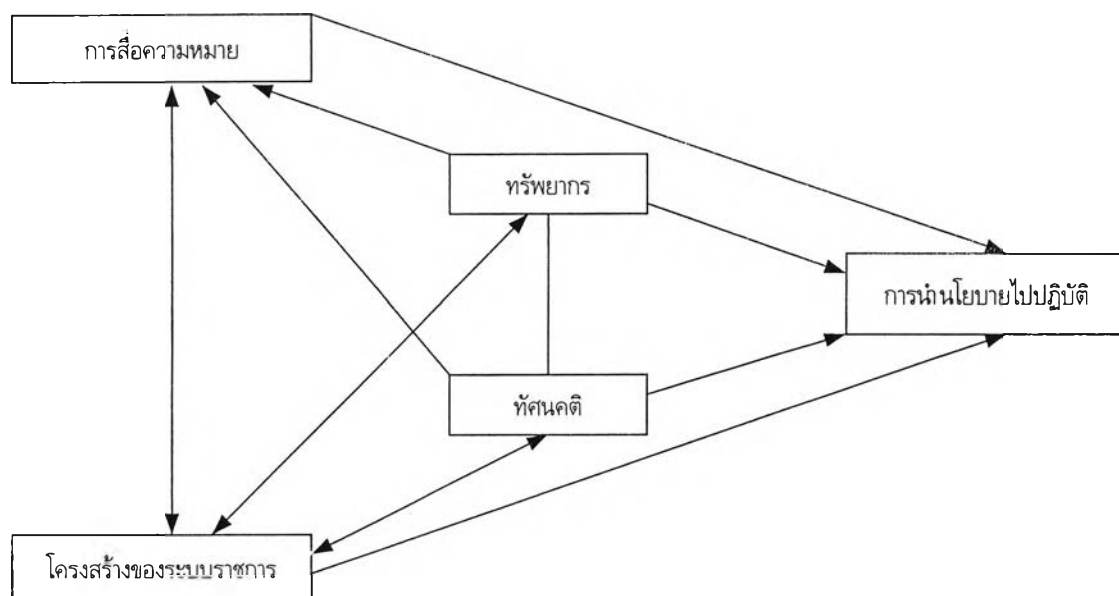 การสื่อความหมาย
ทรัพยากร
การนำนโยบายไปปฏิบัติ
ทัศนคติ
โครงสร้างของระบบราชการ